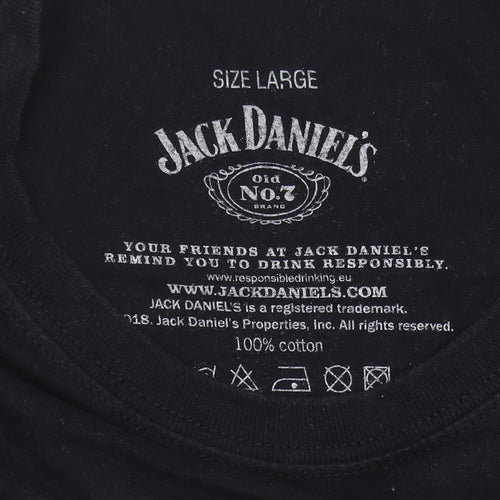 SIZE LARGE
JACK DANIEL'S
Old
NO.7
BRAND
YOUR FRIENDS AT JACK DANIEL'S
REMIND YOU TO DRINK RESPONSIBLY.
www.responsibledrinking.eu
WWW.JACKDANIELS.COM
JACK DANIEL'S is a registered trademark.
018. Jack Daniel's Properties, Inc. All rights reserved.
100% cotton